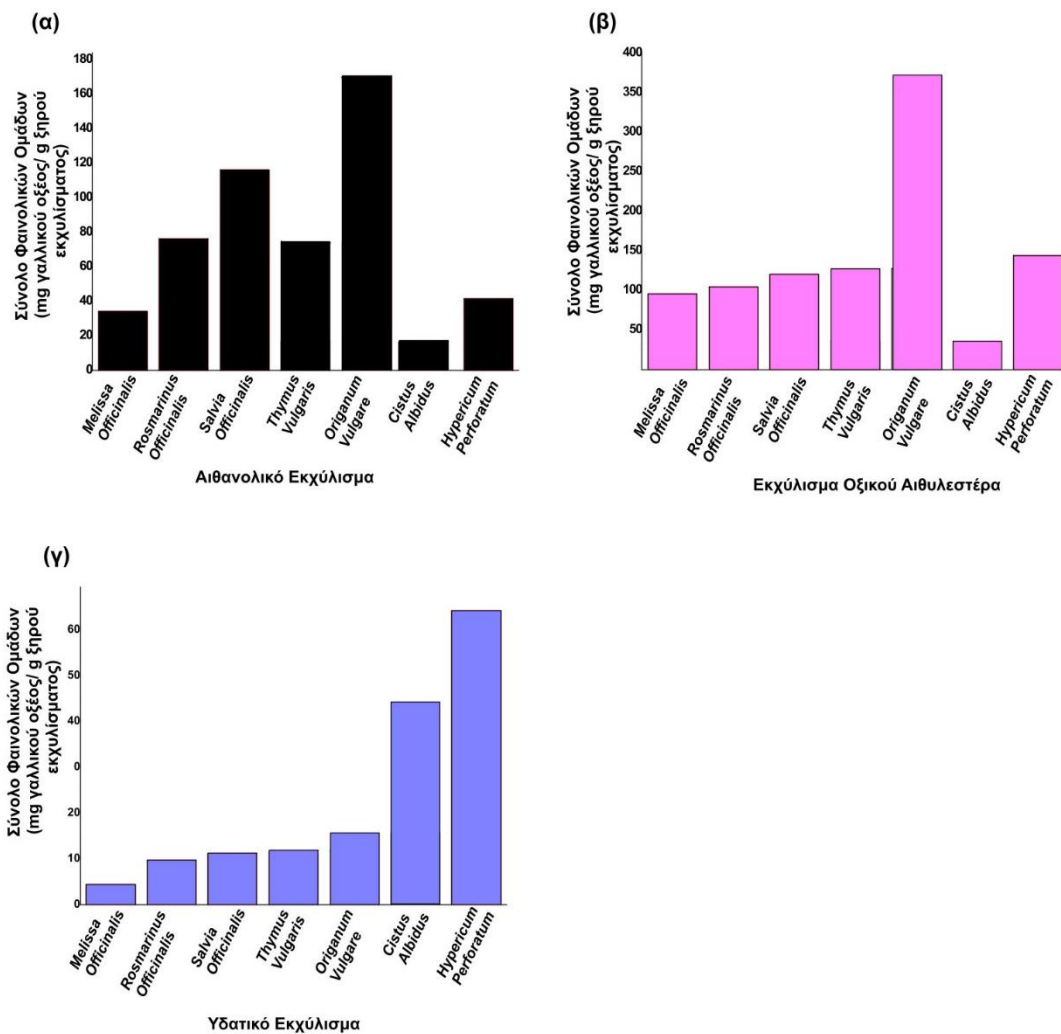 (α)
Σύνολο Φαινολικών Ομάδων
(mg γαλλικού οξέος/ g ξηρού
εκχυλίσματος)
180
160
140
120
100
80
60
40
20
0
Melissa
Officinalis
Rosmarinus
Officinalis
Salvia
Officinalis
Thymus
Vulgaris
Origanum
Vulgare
Cistus
Albidus
Hypericum
Perforatum
Αιθανολικό Εκχύλισμα
(β)
Σύνολο Φαινολικών Ομάδων
(mg γαλλικού οξέος/ g ξηρού
εκχυλίσματος)
400
350
300
250
200
150
100
50
Melissa
Officinalis
Rosmarinus
Officinalis
Salvia
Officinalis
Thymus
Vulgaris
Origanum
Vulgare
Cistus
Albidus
Hypericum
Perforatum
Εκχύλισμα Οξικού Αιθυλεστέρα
(γ)
Σύνολο Φαινολικών Ομάδων
(mg γαλλικού οξέος/ g ξηρού
εκχυλίσματος)
60
50
40
0
20
10
0
Melissa
Officinalis
Rosmarinus
Officinalis
Salvia
Officinalis
Thymus
Vulgaris
Origanum
Vulgare
Cistus
Albidus
Hypericum
Perforatum
Υδατικό Εκχύλισμα